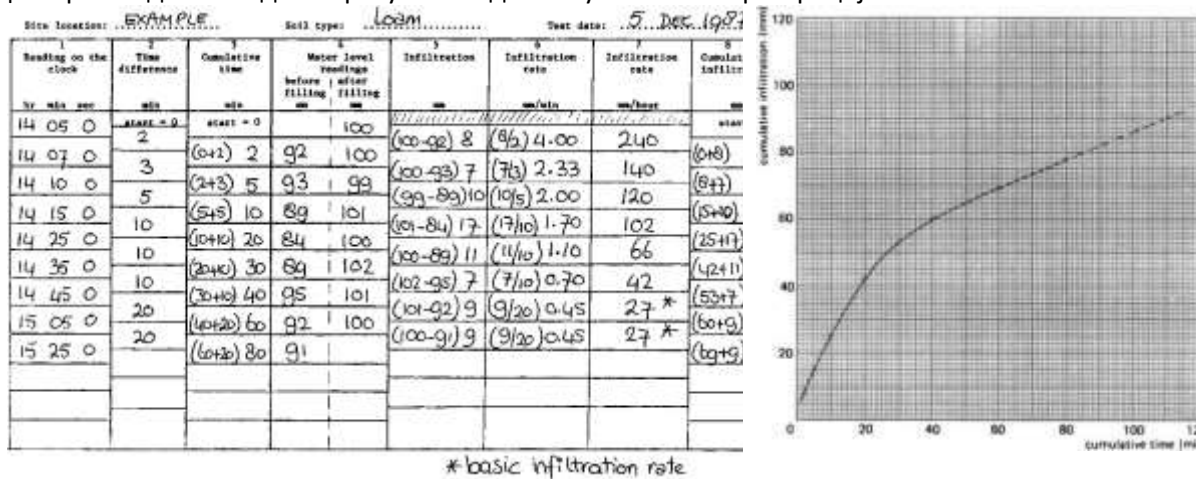 Site location: EXAMPLE Soil type: Loam Test date: 5 Dec 198
1 2 3 4 5 6 7 8
Reading on the clock Time difference Cumulative time Water level readings Infiltration Infiltration rate Infiltration rate
before filling after filling
hr min sec min min mm mm mm mm/min mm/hour
start = 0 start = 0 100
14 05 0
2 (100-92) 8 (8/2) 4.00 240
14 07 0 (0+2) 2 92 100 (0+8)
3 (100-93) 7 (7/3) 2.33 140
14 10 0 (2+3) 5 93 99 (8+7)
5 (99-89) 10 (10/5) 2.00 120
14 15 0 (5+5) 10 89 101 (15+10)
10 (101-84) 17 (17/10) 1.70 102
14 25 0 (10+10) 20 84 100 (25+17)
10 (100-89) 11 (11/10) 1.10 66
14 35 0 (20+10) 30 89 102 (42+11)
10 (102-95) 7 (7/10) 0.70 42
14 45 0 (30+10) 40 95 101 (53+7)
20 (101-92) 9 (9/20) 0.45 27 *
15 05 0 (40+20) 60 92 100 (60+9)
20 (100-91) 9 (9/20) 0.45 27 *
15 25 0 (60+20) 80 91 (69+9)
* basic infiltration rate
cumulative infiltration (mm)
120
100
80
60
40
20
0 20 40 60 80 100
cumulative time